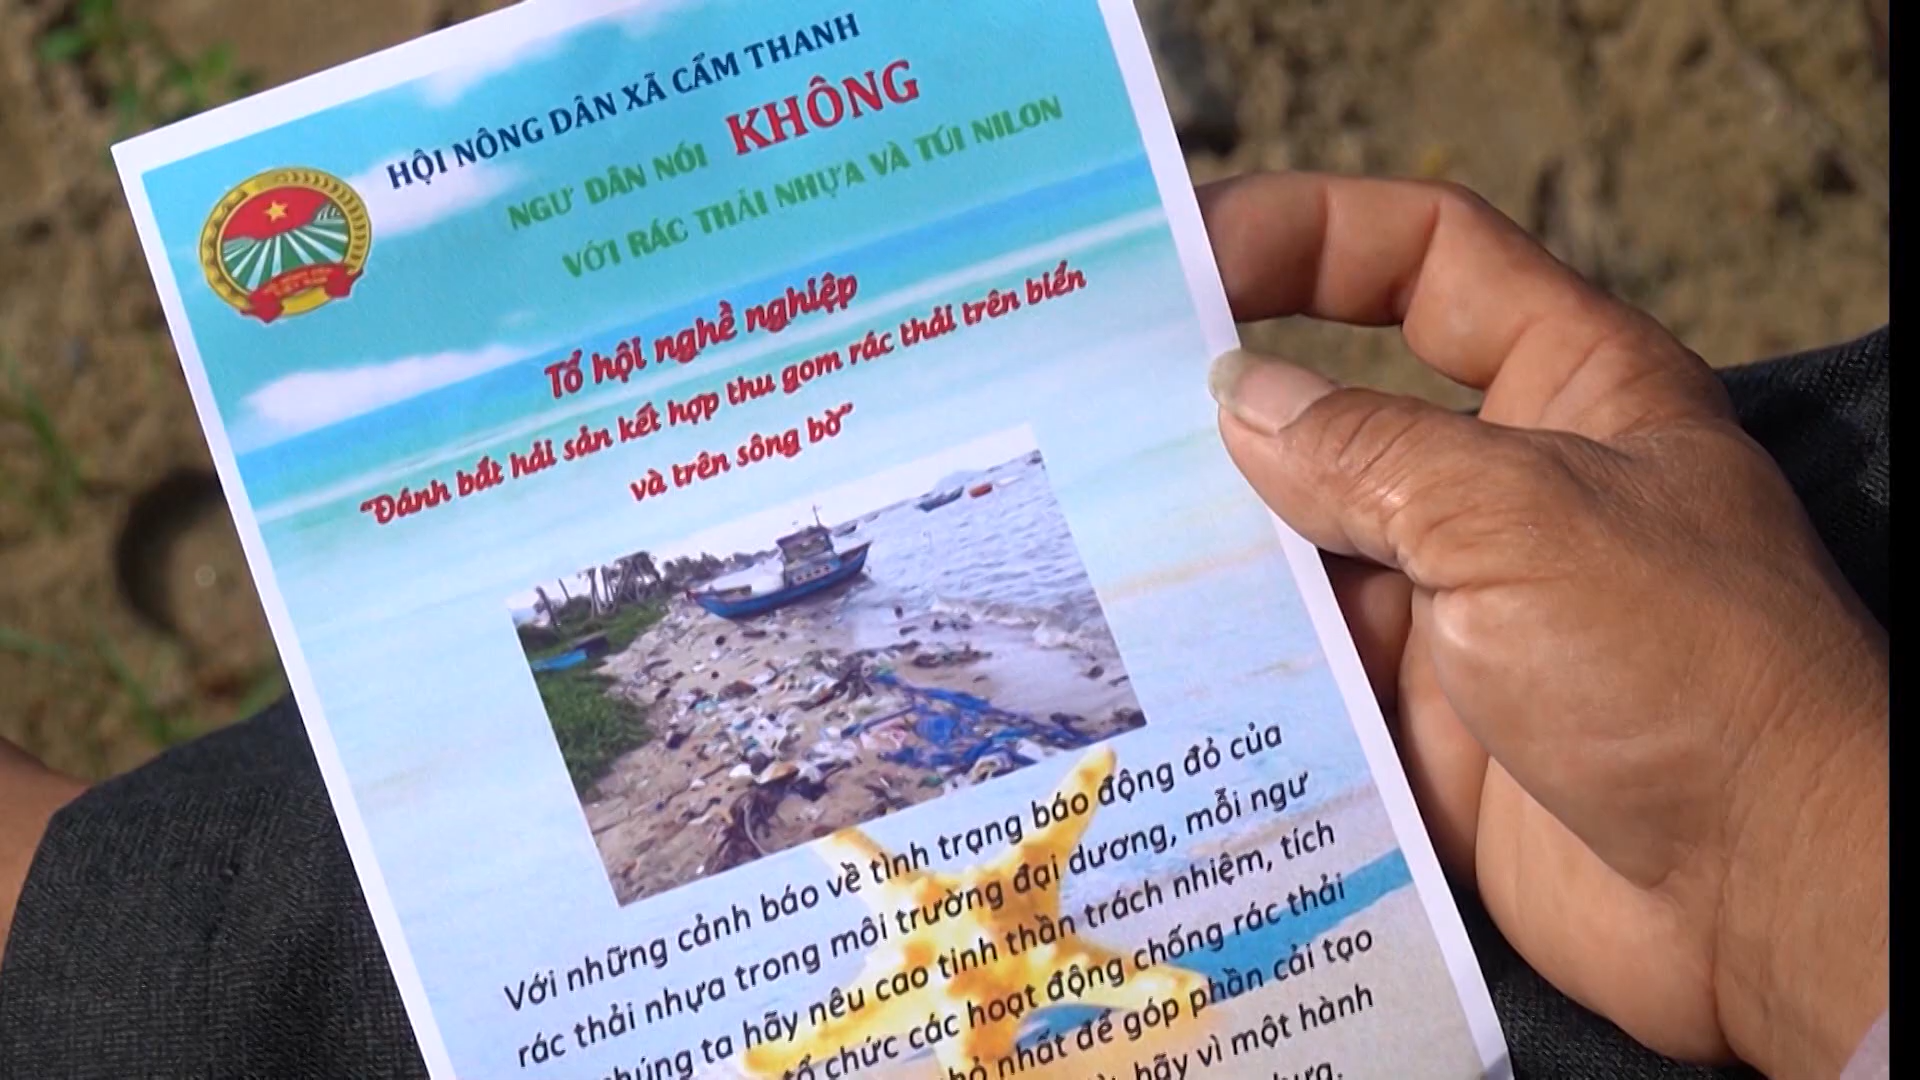 HỘI NÔNG DÂN XÃ CẨM THANH
NGƯ DÂN NÓI KHÔNG
VỚI RÁC THẢI NHỰA VÀ TÚI NILON
Tổ hội nghề nghiệp
"Đánh bắt hải sản kết hợp thu gom rác thải trên biển
và trên sông bờ"
Với những cảnh báo về tình trạng báo động đỏ của
rác thải nhựa trong môi trường đại dương, mỗi ngư
ta hãy nêu cao tinh thần trách nhiệm, tích
chức các hoạt động chống rác thải
nhất để góp phần cải tạo
hãy vì một hành